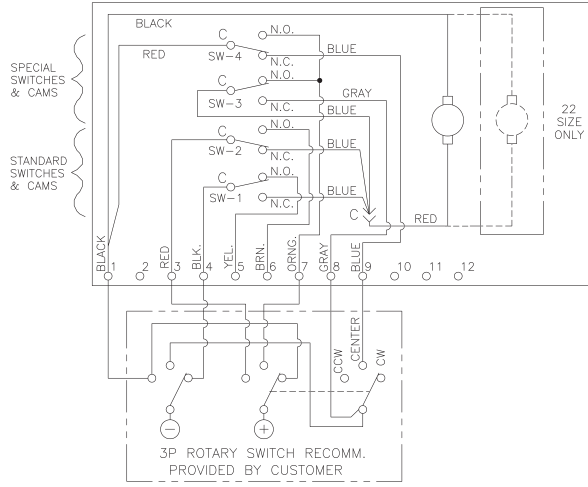 BLACK
C
N.O.
RED
SW-4
BLUE
N.C.
SPECIAL
SWITCHES
& CAMS
C
N.O.
GRAY
SW-3
N.C.
BLUE
22
SIZE
ONLY
C
N.O.
SW-2
BLUE
N.C.
STANDARD
SWITCHES
& CAMS
C
N.O.
SW-1
BLUE
N.C.
C
RED
BLACK
RED
BLK.
YEL.
BRN.
ORNG.
GRAY
BLUE
1 2 3 4 5 6 7 8 9 10 11 12
CCW
CENTER
CW
− +
3P ROTARY SWITCH RECOMM.
PROVIDED BY CUSTOMER